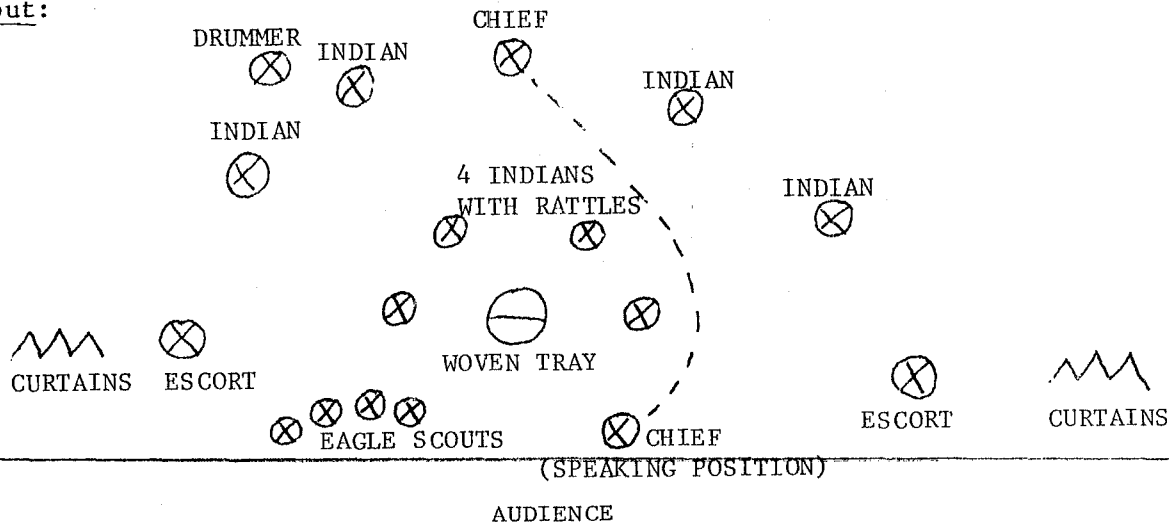 out:
CHIEF
DRUMMER
INDIAN
INDIAN
INDIAN
4 INDIANS
WITH RATTLES
INDIAN
WOVEN TRAY
CURTAINS
ESCORT
ESCORT
CURTAINS
EAGLE SCOUTS
CHIEF
(SPEAKING POSITION)
AUDIENCE